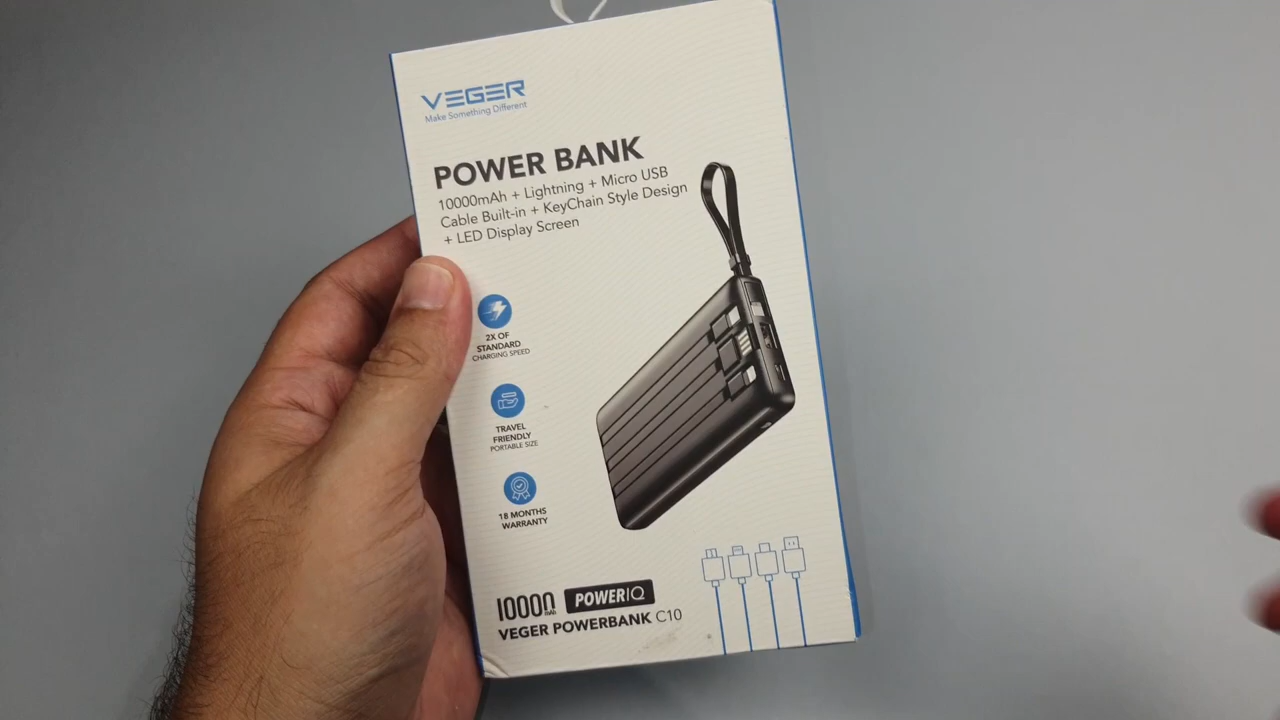 VEGER
Make Something Different
POWER BANK
10000mAh + Lightning + Micro USB
Cable Built-in + KeyChain Style Design
+ LED Display Screen
2X OF
STANDARD
CHARGING SPEED
TRAVEL
FRIENDLY
PORTABLE SIZE
18 MONTHS
WARRANTY
10000mAh POWERIQ
VEGER POWERBANK C10